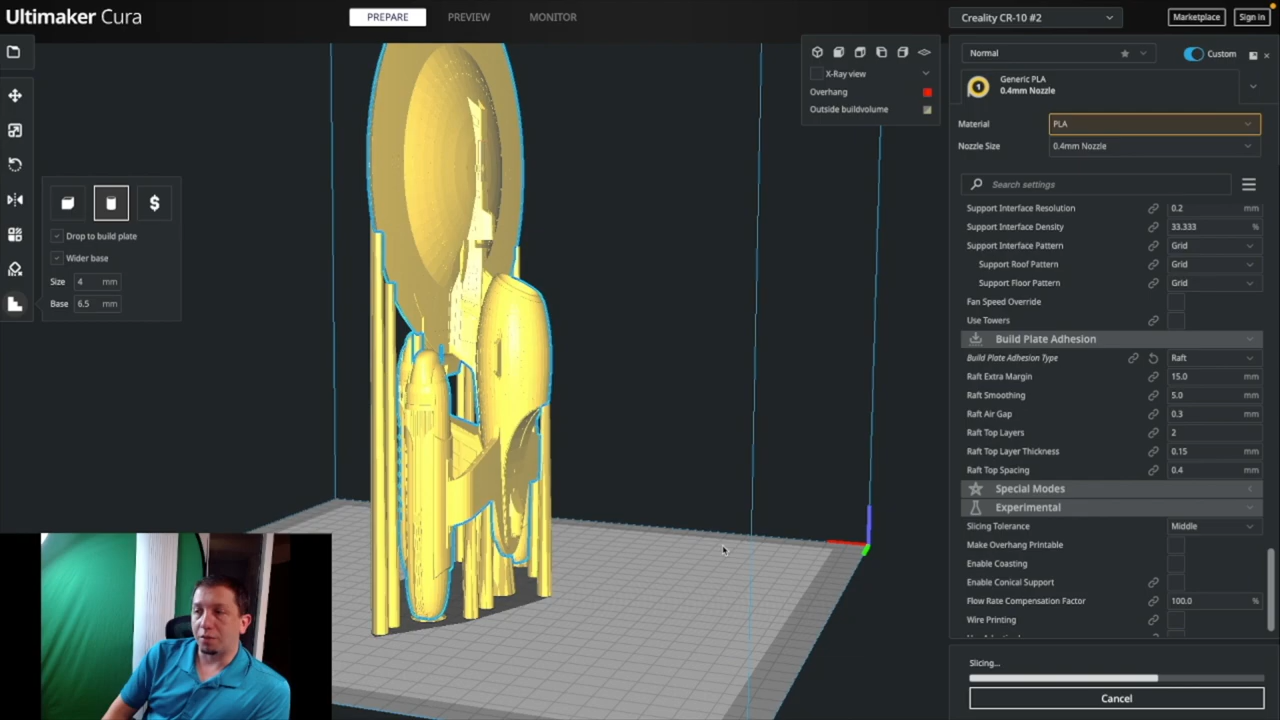 Ultimaker Cura
PREPARE
PREVIEW
MONITOR
Creality CR-10 #2
Marketplace
Sign in
X-Ray view
Overhang
Outside buildvolume
Normal
Custom
1
Generic PLA
0.4mm Nozzle
Material
PLA
Nozzle Size
0.4mm Nozzle
Search settings
$
Drop to build plate
Wider base
Size 4 mm
Base 6.5 mm
Support Interface Resolution 0.2 mm
Support Interface Density 33.333 %
Support Interface Pattern Grid
Support Roof Pattern Grid
Support Floor Pattern Grid
Fan Speed Override
Use Towers
Build Plate Adhesion
Build Plate Adhesion Type Raft
Raft Extra Margin 15.0 mm
Raft Smoothing 5.0 mm
Raft Air Gap 0.3 mm
Raft Top Layers 2
Raft Top Layer Thickness 0.15 mm
Raft Top Spacing 0.4 mm
Special Modes
Experimental
Slicing Tolerance Middle
Make Overhang Printable
Enable Coasting
Enable Conical Support
Flow Rate Compensation Factor 100.0 %
Wire Printing
Slicing...
Cancel